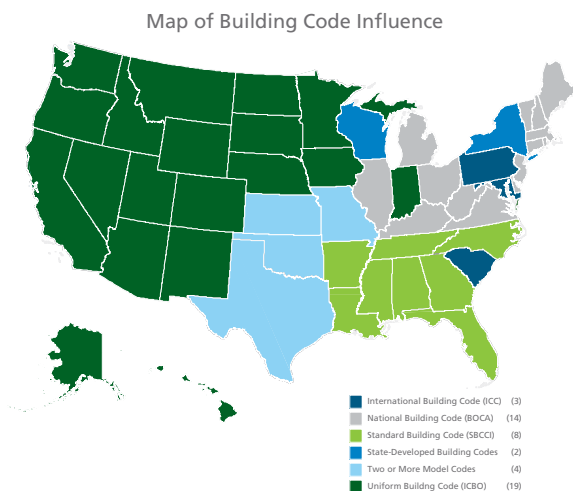 Map of Building Code Influence
International Building Code (ICC) (3)
National Building Code (BOCA) (14)
Standard Building Code (SBCCI) (8)
State-Developed Building Codes (2)
Two or More Model Codes (4)
Uniform Buildng Code (ICBO) (19)